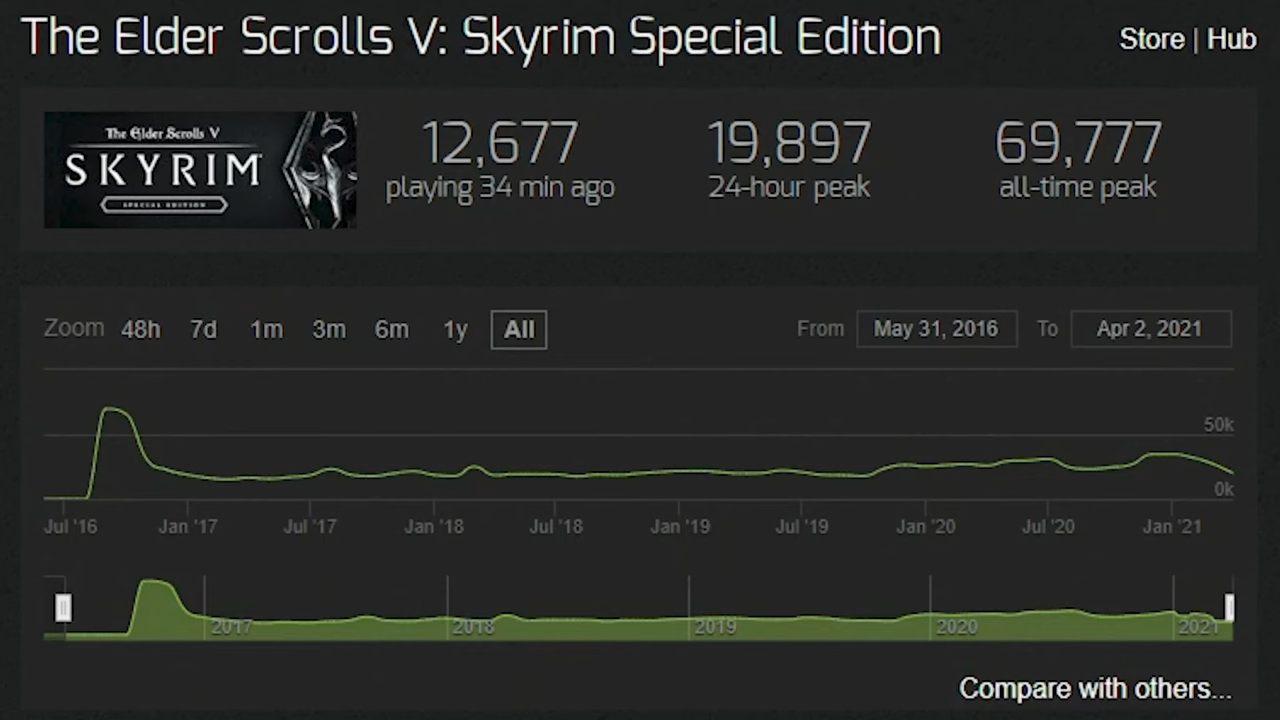 The Elder Scrolls V: Skyrim Special Edition
Store | Hub
The Elder Scrolls V
SKYRIM
SPECIAL EDITION
12,677
playing 34 min ago
19,897
24-hour peak
69,777
all-time peak
Zoom 48h 7d 1m 3m 6m 1y All
From May 31, 2016 To Apr 2, 2021
50k
0k
Jul '16 Jan '17 Jul '17 Jan '18 Jul '18 Jan '19 Jul '19 Jan '20 Jul '20 Jan '21
2017 2018 2019 2020 2021
Compare with others...